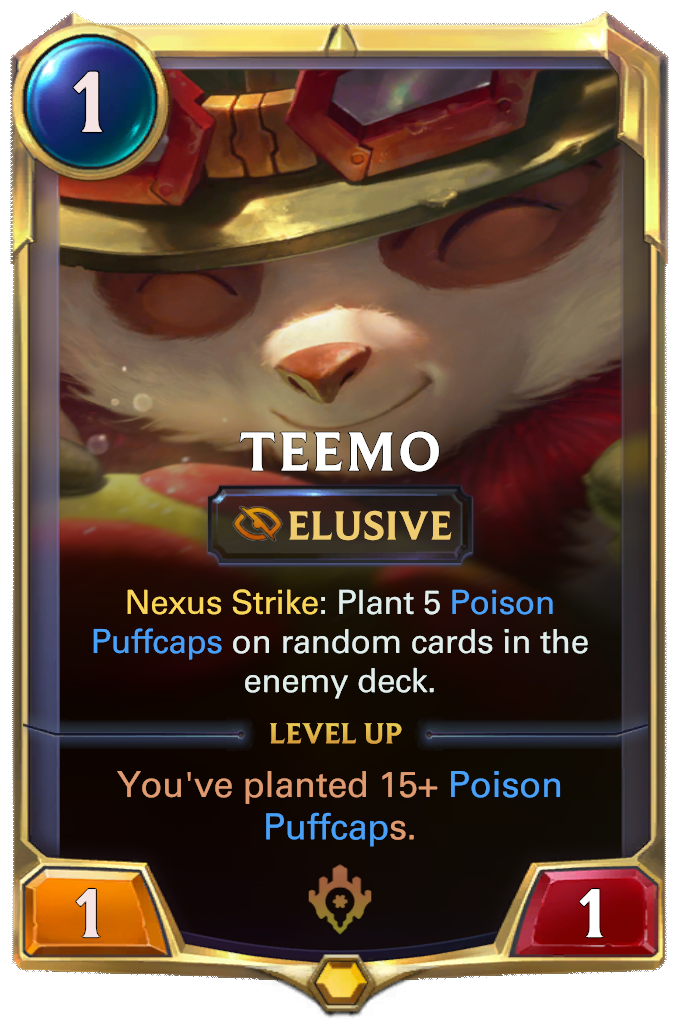 1
TEEMO
ELUSIVE
Nexus Strike: Plant 5 Poison
Puffcaps on random cards in the
enemy deck.
LEVEL UP
You've planted 15+ Poison
Puffcaps.
1
1